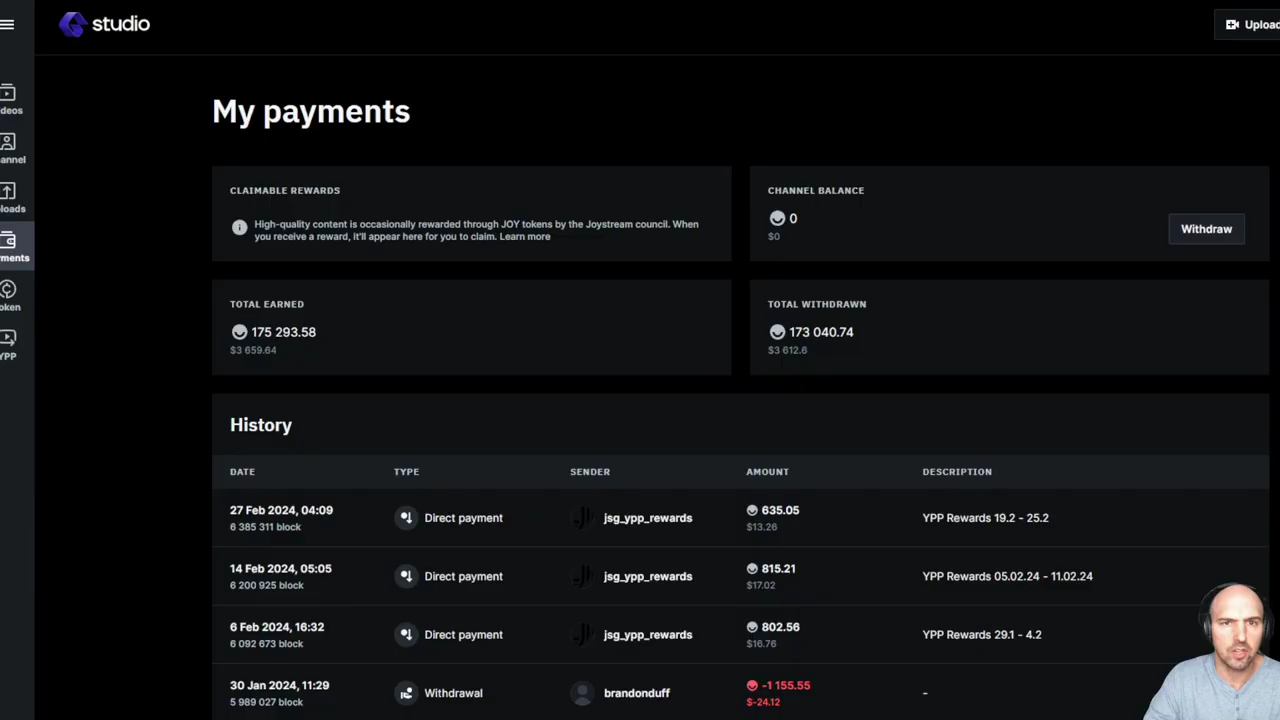 studio
Upload
My payments
CLAIMABLE REWARDS
High-quality content is occasionally rewarded through JOY tokens by the Joystream council. When
you receive a reward, it'll appear here for you to claim. Learn more
CHANNEL BALANCE
0
$0
Withdraw
TOTAL EARNED
175 293.58
$3 659.64
TOTAL WITHDRAWN
173 040.74
$3 612.6
History
DATE TYPE SENDER AMOUNT DESCRIPTION
27 Feb 2024, 04:09
6 385 311 block
Direct payment
jsg_ypp_rewards
635.05
$13.26
YPP Rewards 19.2 - 25.2
14 Feb 2024, 05:05
6 200 925 block
Direct payment
jsg_ypp_rewards
815.21
$17.02
YPP Rewards 05.02.24 - 11.02.24
6 Feb 2024, 16:32
6 092 673 block
Direct payment
jsg_ypp_rewards
802.56
$16.76
YPP Rewards 29.1 - 4.2
30 Jan 2024, 11:29
5 989 027 block
Withdrawal
brandonduff
-1 155.55
$-24.12
-
deos
annel
loads
ments
oken
YPP